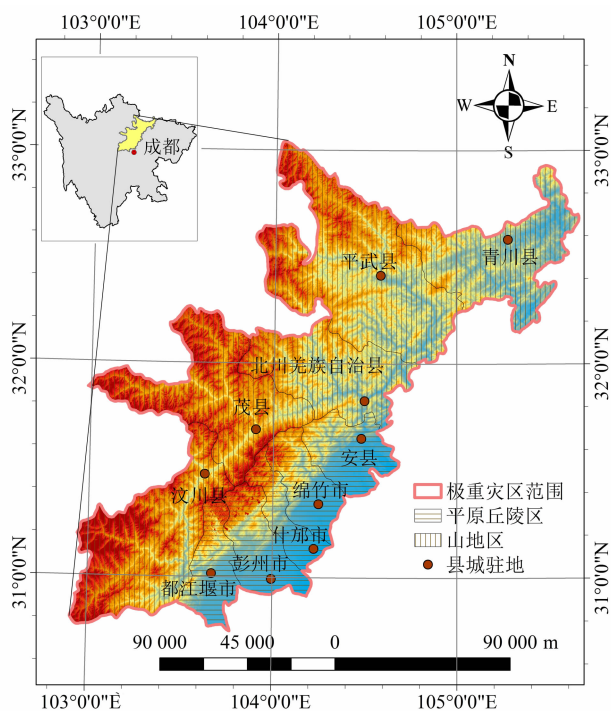 103°0'0"E 104°0'0"E 105°0'0"E
N
W E
S
成都
33°0'0"N
33°0'0"N
青川县
平武县
32°0'0"N
32°0'0"N
北川羌族自治县
茂县
安县
汶川县
绵竹市
极重灾区范围
平原丘陵区
什邡市
山地区
彭州市
县城驻地
31°0'0"N
31°0'0"N
都江堰市
90 000 45 000 0 90 000 m
103°0'0"E 104°0'0"E 105°0'0"E